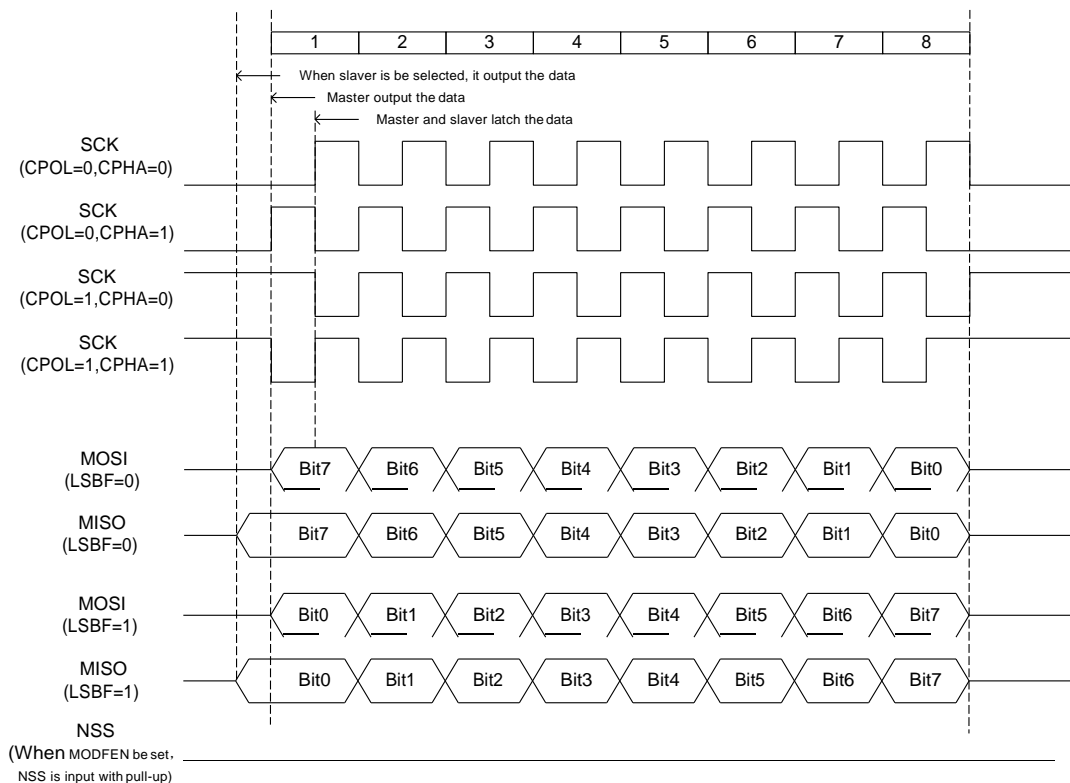 1 2 3 4 5 6 7 8
When slaver is be selected, it output the data
Master output the data
Master and slaver latch the data
SCK
(CPOL=0,CPHA=0)
SCK
(CPOL=0,CPHA=1)
SCK
(CPOL=1,CPHA=0)
SCK
(CPOL=1,CPHA=1)
MOSI
(LSBF=0)
Bit7 Bit6 Bit5 Bit4 Bit3 Bit2 Bit1 Bit0
MISO
(LSBF=0)
Bit7 Bit6 Bit5 Bit4 Bit3 Bit2 Bit1 Bit0
MOSI
(LSBF=1)
Bit0 Bit1 Bit2 Bit3 Bit4 Bit5 Bit6 Bit7
MISO
(LSBF=1)
Bit0 Bit1 Bit2 Bit3 Bit4 Bit5 Bit6 Bit7
NSS
(When MODFEN be set,
NSS is input with pull-up)